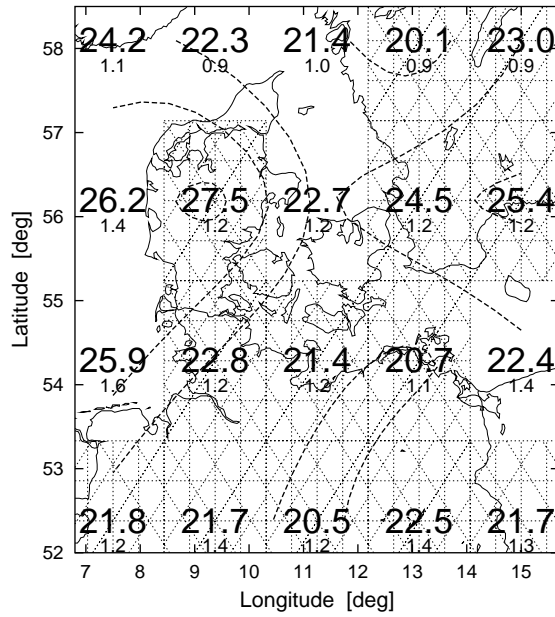 58
24.2 22.3 21.4 20.1 23.0
1.1 0.9 1.0 0.9 0.9
57
26.2 27.5 22.7 24.5 25.4
56
1.4 1.2 1.2 1.2 1.2
Latitude [deg]
55
25.9 22.8 21.4 20.7 22.4
54
1.6 1.2 1.2 1.1 1.4
53
21.8 21.7 20.5 22.5 21.7
52
1.2 1.4 1.2 1.4 1.3
7 8 9 10 11 12 13 14 15
Longitude [deg]